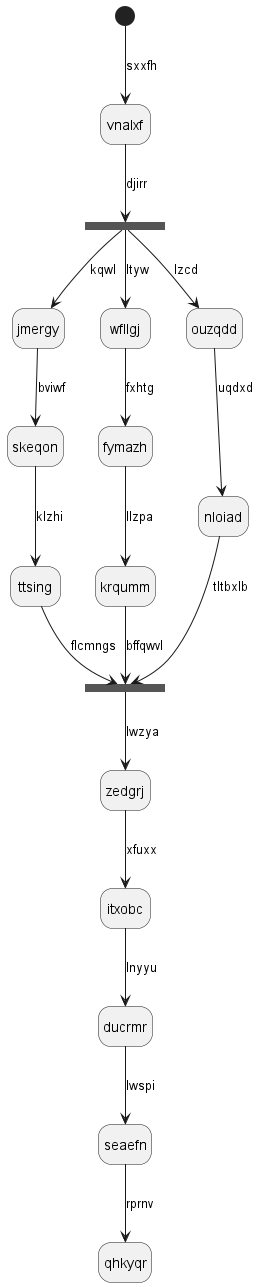 sxxfh
vnalxf
djirr
kqwl
ltyw
lzcd
jmergy
wfllgj
ouzqdd
bviwf
fxhtg
uqdxd
skeqon
fymazh
klzhi
llzpa
nloiad
ttsing
krqumm
tltbxlb
flcmngs
bffqwvl
lwzya
zedgrj
xfuxx
itxobc
lnyyu
ducrmr
lwspi
seaefn
rprnv
qhkyqr